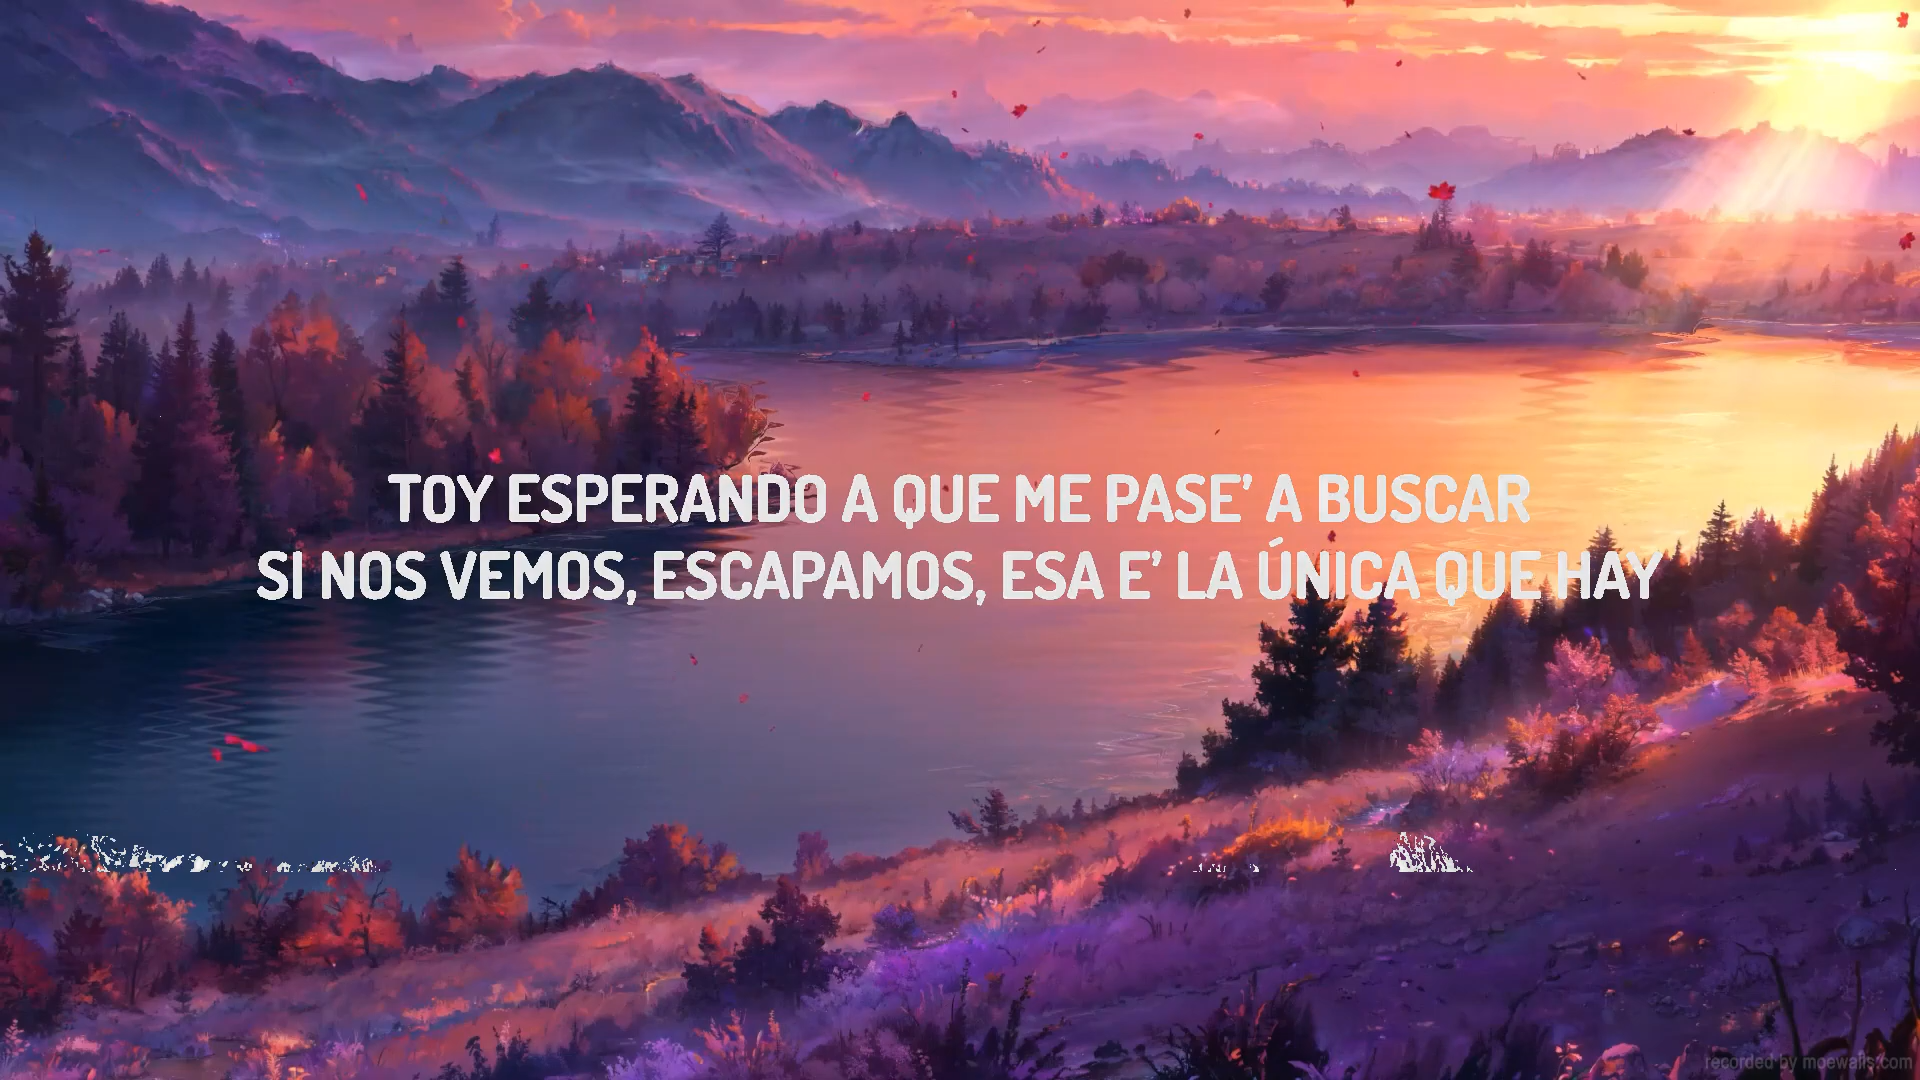 TOY ESPERANDO A QUE ME PASE’ A BUSCAR
SI NOS VEMOS, ESCAPAMOS, ESA E’ LA ÚNICA QUE HAY
recorded by moewalls.com